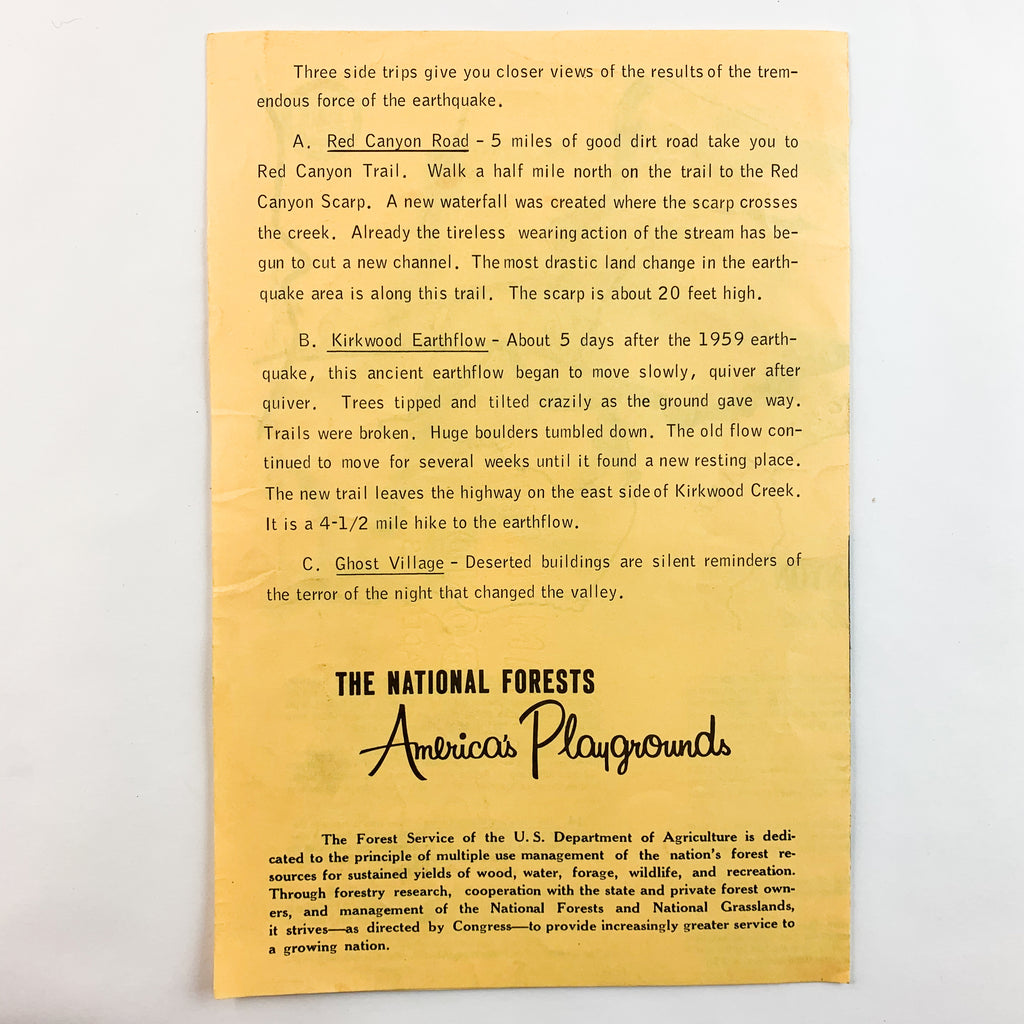 Three side trips give you closer views of the results of the trem-
endous force of the earthquake.
A. Red Canyon Road - 5 miles of good dirt road take you to
Red Canyon Trail. Walk a half mile north on the trail to the Red
Canyon Scarp. A new waterfall was created where the scarp crosses
the creek. Already the tireless wearing action of the stream has be-
gun to cut a new channel. The most drastic land change in the earth-
quake area is along this trail. The scarp is about 20 feet high.
B. Kirkwood Earthflow - About 5 days after the 1959 earth-
quake, this ancient earthflow began to move slowly, quiver after
quiver. Trees tipped and tilted crazily as the ground gave way.
Trails were broken. Huge boulders tumbled down. The old flow con-
tinued to move for several weeks until it found a new resting place.
The new trail leaves the highway on the east side of Kirkwood Creek.
It is a 4-1/2 mile hike to the earthflow.
C. Ghost Village - Deserted buildings are silent reminders of
the terror of the night that changed the valley.
THE NATIONAL FORESTS
America's Playgrounds
The Forest Service of the U.S. Department of Agriculture is dedi-
cated to the principle of multiple use management of the nation's forest re-
sources for sustained yields of wood, water, forage, wildlife, and recreation.
Through forestry research, cooperation with the state and private forest own-
ers, and management of the National Forests and National Grasslands,
it strives—as directed by Congress—to provide increasingly greater service to
a growing nation.